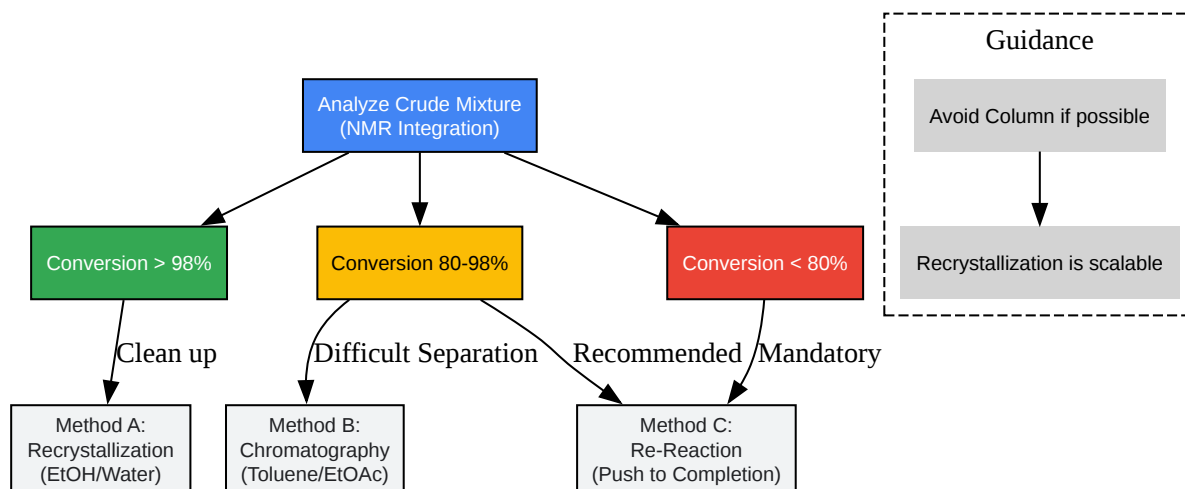 Guidance
Analyze Crude Mixture
(NMR Integration)
Avoid Column if possible
Conversion > 98%
Conversion 80-98%
Conversion < 80%
Recrystallization is scalable
Clean up
Difficult Separation
Recommended
Mandatory
Method A:
Recrystallization
(EtOH/Water)
Method B:
Chromatography
(Toluene/EtOAc)
Method C:
Re-Reaction
(Push to Completion)